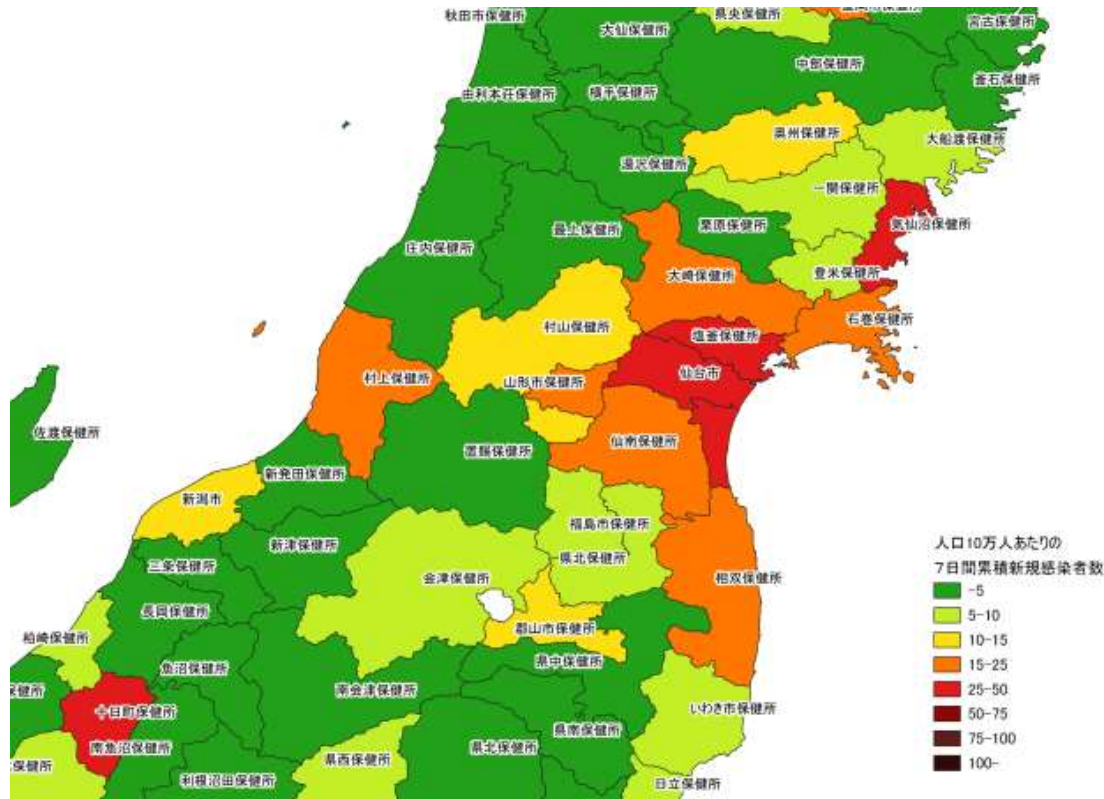 秋田市保健所
県央保健所
大仙保健所
宮古保健所
中部保健所
釜石保健所
由利本荘保健所
横手保健所
奥州保健所
大船渡保健所
湯沢保健所
一関保健所
栗原保健所
気仙沼保健所
最上保健所
庄内保健所
登米保健所
大崎保健所
石巻保健所
村山保健所
塩釜保健所
仙台市
山形市保健所
村上保健所
佐渡保健所
仙南保健所
置賜保健所
新発田保健所
新潟市
福島市保健所
新津保健所
県北保健所
三条保健所
会津保健所
相双保健所
長岡保健所
郡山市保健所
柏崎保健所
県中保健所
魚沼保健所
南会津保健所
保健所
十日町保健所
いわき市保健所
県南保健所
南魚沼保健所
県北保健所
保健所
県西保健所
利根沼田保健所
日立保健所
人口10万人あたりの
7日間累積新規感染者数
-5
5-10
10-15
15-25
25-50
50-75
75-100
100-